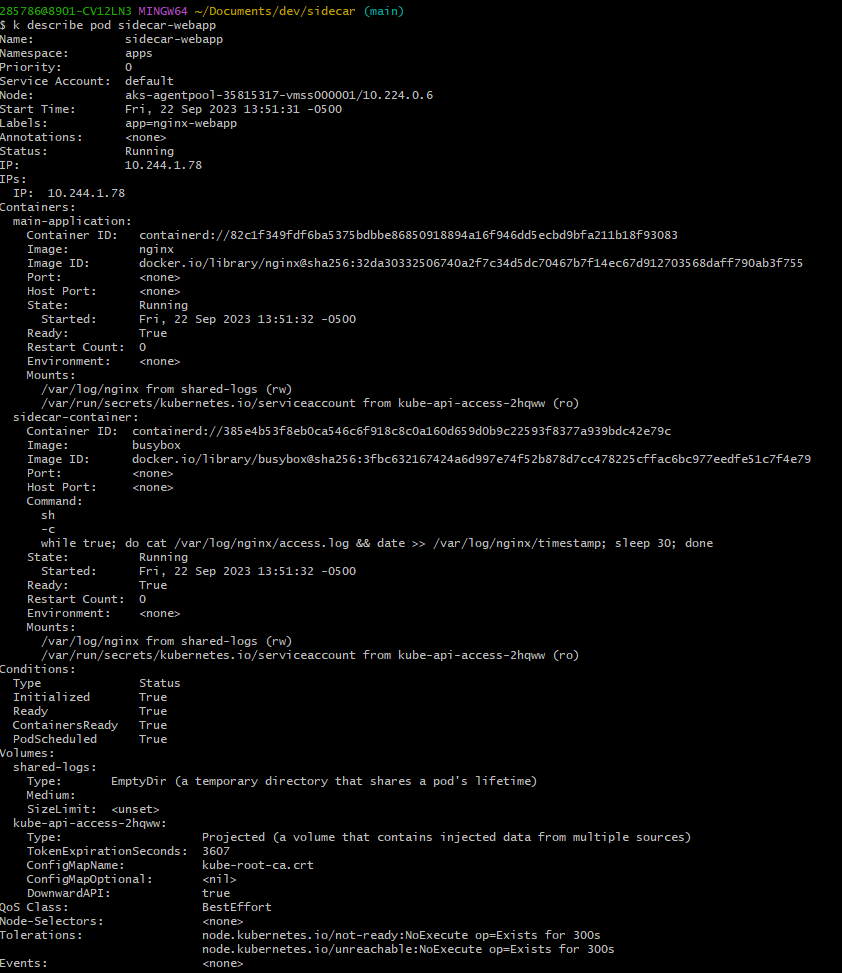 285786@8901-CV12LN3 MINGW64 ~/Documents/dev/sidecar (main)
$ k describe pod sidecar-webapp
Name:             sidecar-webapp
Namespace:        apps
Priority:         0
Service Account:  default
Node:             aks-agentpool-35815317-vmss000001/10.224.0.6
Start Time:       Fri, 22 Sep 2023 13:51:31 -0500
Labels:           app=nginx-webapp
Annotations:      <none>
Status:           Running
IP:               10.244.1.78
IPs:
  IP:  10.244.1.78
Containers:
  main-application:
    Container ID:   containerd://82c1f349fdf6ba5375bdbbe86850918894a16f946dd5ecbd9bfa211b18f93083
    Image:          nginx
    Image ID:       docker.io/library/nginx@sha256:32da30332506740a2f7c34d5dc70467b7f14ec67d912703568daff790ab3f755
    Port:           <none>
    Host Port:      <none>
    State:          Running
      Started:      Fri, 22 Sep 2023 13:51:32 -0500
    Ready:          True
    Restart Count:  0
    Environment:    <none>
    Mounts:
      /var/log/nginx from shared-logs (rw)
      /var/run/secrets/kubernetes.io/serviceaccount from kube-api-access-2hqww (ro)
  sidecar-container:
    Container ID:  containerd://385e4b53f8eb0ca546c6f918c8c0a160d659d0b9c22593f8377a939bdc42e79c
    Image:         busybox
    Image ID:      docker.io/library/busybox@sha256:3fbc632167424a6d997e74f52b878d7cc478225cffac6bc977eedfe51c7f4e79
    Port:          <none>
    Host Port:     <none>
    Command:
      sh
      -c
      while true; do cat /var/log/nginx/access.log && date >> /var/log/nginx/timestamp; sleep 30; done
    State:          Running
      Started:      Fri, 22 Sep 2023 13:51:32 -0500
    Ready:          True
    Restart Count:  0
    Environment:    <none>
    Mounts:
      /var/log/nginx from shared-logs (rw)
      /var/run/secrets/kubernetes.io/serviceaccount from kube-api-access-2hqww (ro)
Conditions:
  Type              Status
  Initialized       True
  Ready             True
  ContainersReady   True
  PodScheduled      True
Volumes:
  shared-logs:
    Type:       EmptyDir (a temporary directory that shares a pod's lifetime)
    Medium:
    SizeLimit:  <unset>
  kube-api-access-2hqww:
    Type:                    Projected (a volume that contains injected data from multiple sources)
    TokenExpirationSeconds:  3607
    ConfigMapName:           kube-root-ca.crt
    ConfigMapOptional:       <nil>
    DownwardAPI:             true
QoS Class:                   BestEffort
Node-Selectors:              <none>
Tolerations:                 node.kubernetes.io/not-ready:NoExecute op=Exists for 300s
                             node.kubernetes.io/unreachable:NoExecute op=Exists for 300s
Events:                      <none>